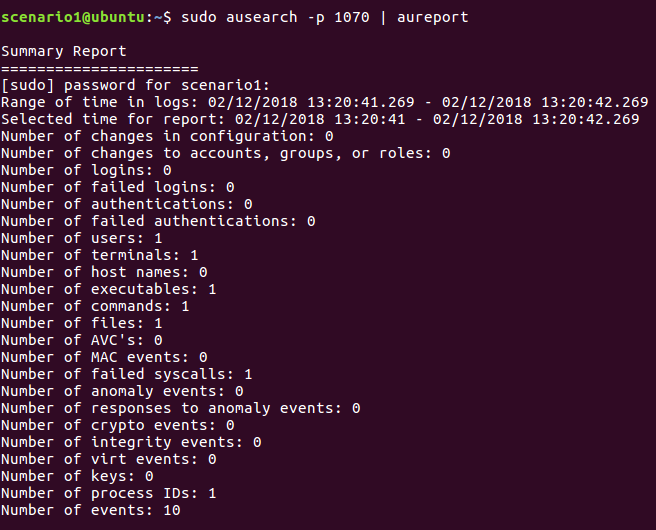 scenario1@ubuntu:~$ sudo ausearch -p 1070 | aureport
Summary Report
======================
[sudo] password for scenario1:
Range of time in logs: 02/12/2018 13:20:41.269 - 02/12/2018 13:20:42.269
Selected time for report: 02/12/2018 13:20:41 - 02/12/2018 13:20:42.269
Number of changes in configuration: 0
Number of changes to accounts, groups, or roles: 0
Number of logins: 0
Number of failed logins: 0
Number of authentications: 0
Number of failed authentications: 0
Number of users: 1
Number of terminals: 1
Number of host names: 0
Number of executables: 1
Number of commands: 1
Number of files: 1
Number of AVC's: 0
Number of MAC events: 0
Number of failed syscalls: 1
Number of anomaly events: 0
Number of responses to anomaly events: 0
Number of crypto events: 0
Number of integrity events: 0
Number of virt events: 0
Number of keys: 0
Number of process IDs: 1
Number of events: 10